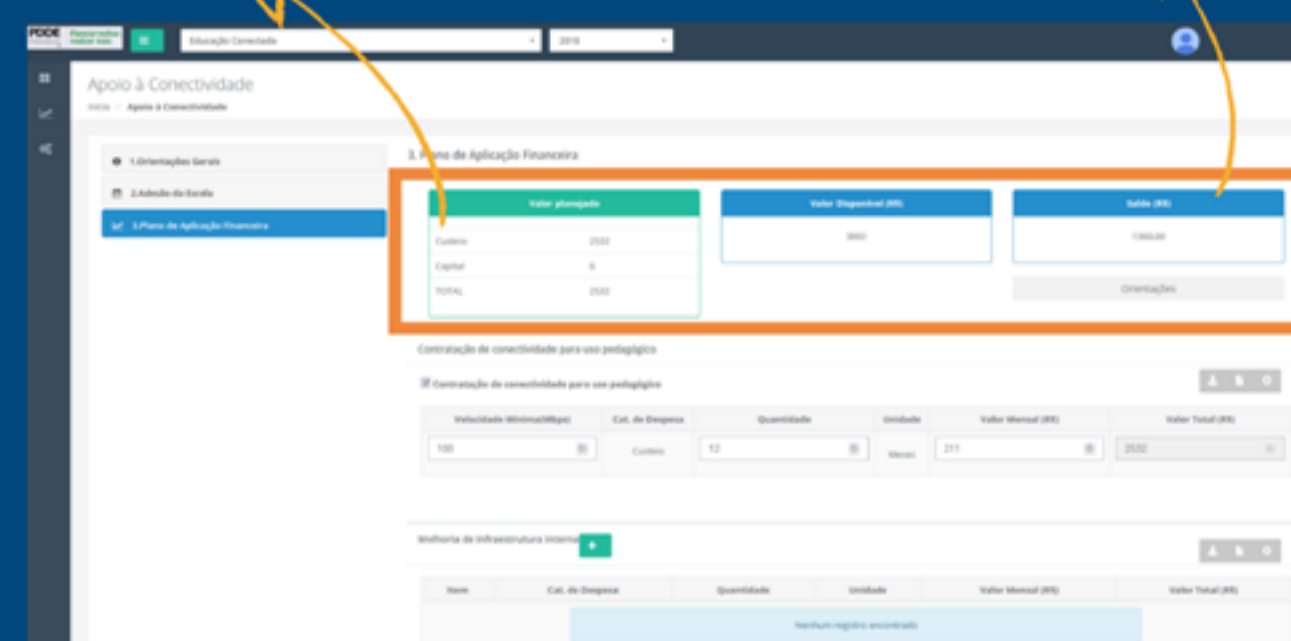 PDDE
Educação Conectada 2019
Apoio à Conectividade
Início / Apoio à Conectividade
1.Orientações Gerais
2.Adesão da Escola
3.Plano de Aplicação Financeira
3. Plano de Aplicação Financeira
Valor planejado
Custeio 2532
Capital 0
TOTAL 2532
Valor Disponível (R$)
3892
Saldo (R$)
1360.00
Orientações
Contratação de conectividade para uso pedagógico
Contratação de conectividade para uso pedagógico
Velocidade Mínima(Mbps) Cat. de Despesa Quantidade Unidade Valor Mensal (R$) Valor Total (R$)
100 Custeio 12 Meses 211 2532
Melhoria de infraestrutura interna
Item Cat. de Despesa Quantidade Unidade Valor Mensal (R$) Valor Total (R$)
Nenhum registro encontrado